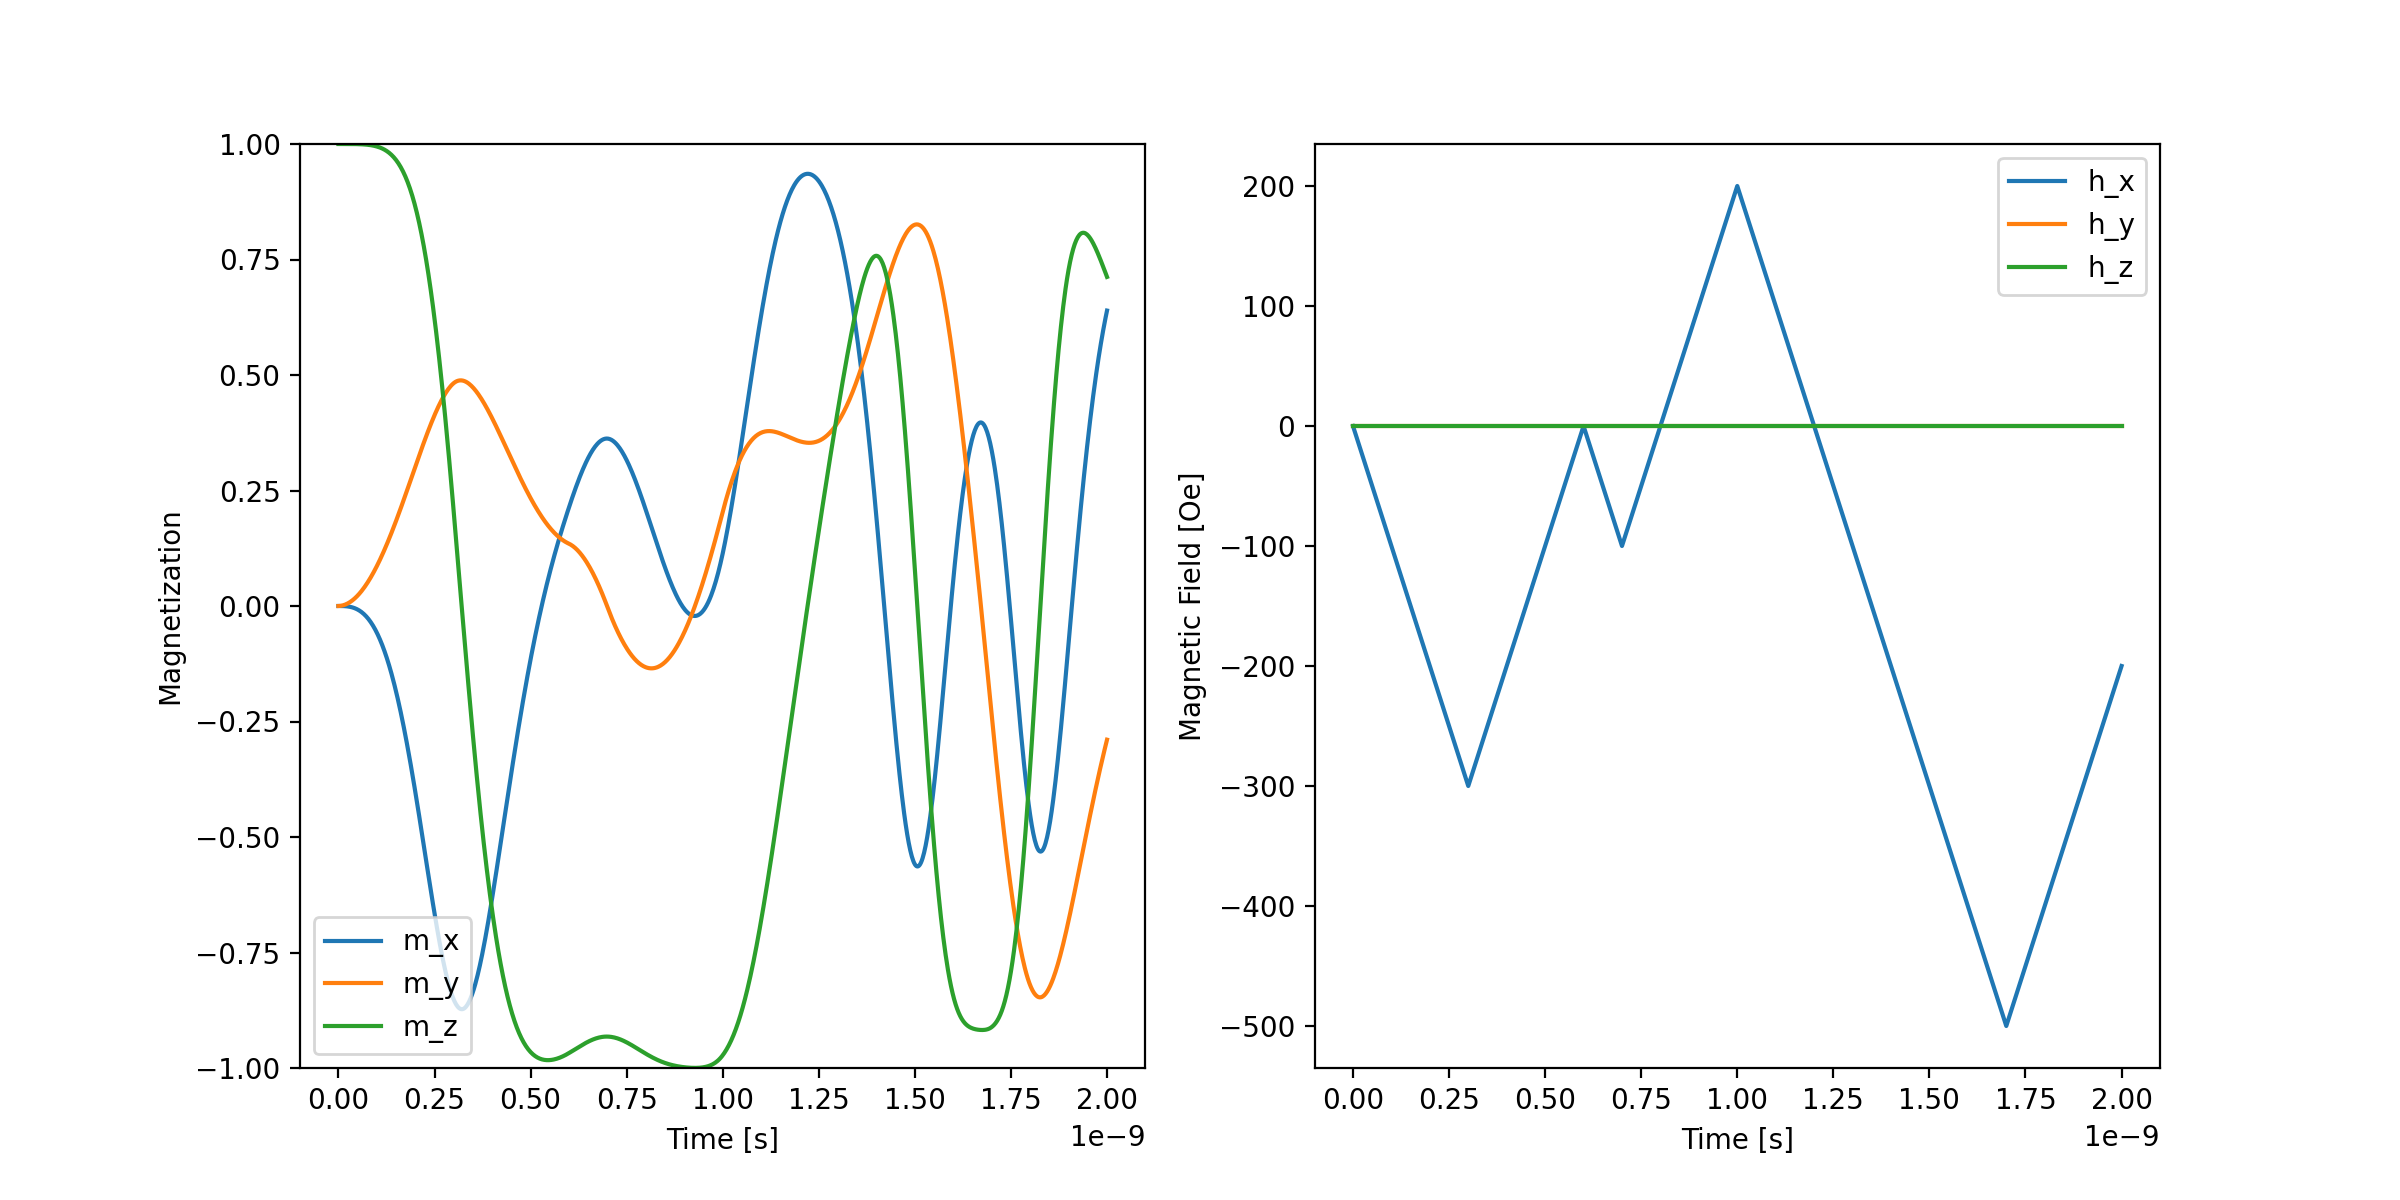 Magnetization
1.00
0.75
0.50
0.25
0.00
−0.25
−0.50
−0.75
−1.00
m_x
m_y
m_z
0.00 0.25 0.50 0.75 1.00 1.25 1.50 1.75 2.00
Time [s]
1e−9
Magnetic Field [Oe]
200
100
0
−100
−200
−300
−400
−500
h_x
h_y
h_z
0.00 0.25 0.50 0.75 1.00 1.25 1.50 1.75 2.00
Time [s]
1e−9